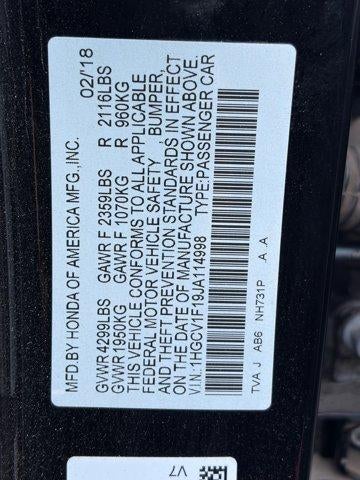 MFD.BY HONDA OF AMERICA MFG.,INC. 02/18
GVWR 4299LBS GAWR F 2359LBS R 2116LBS
GVWR 1950KG GAWR F 1070KG R 960KG
THIS VEHICLE CONFORMS TO ALL APPLICABLE
FEDERAL MOTOR VEHICLE SAFETY , BUMPER,
AND THEFT PREVENTION STANDARDS IN EFFECT
ON THE DATE OF MANUFACTURE SHOWN ABOVE.
V.I.N.:1HGCV1F19JA114998 TYPE:PASSENGER CAR
TVA J AB6 NH731P A .A
V7